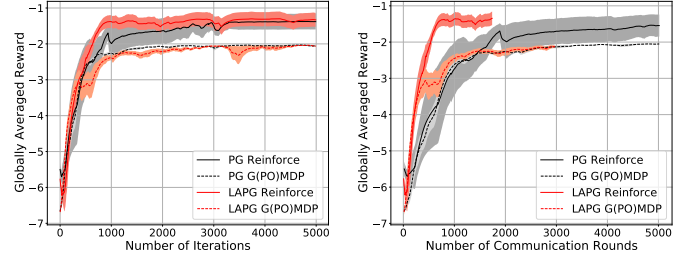 −1
−2
−3
−4
−5
−6
−7
Globally Averaged Reward
0 1000 2000 3000 4000 5000
Number of Iterations
PG Reinforce
PG G(PO)MDP
LAPG Reinforce
LAPG G(PO)MDP
−1
−2
−3
−4
−5
−6
−7
Globally Averaged Reward
0 1000 2000 3000 4000 5000
Number of Communication Rounds
PG Reinforce
PG G(PO)MDP
LAPG Reinforce
LAPG G(PO)MDP